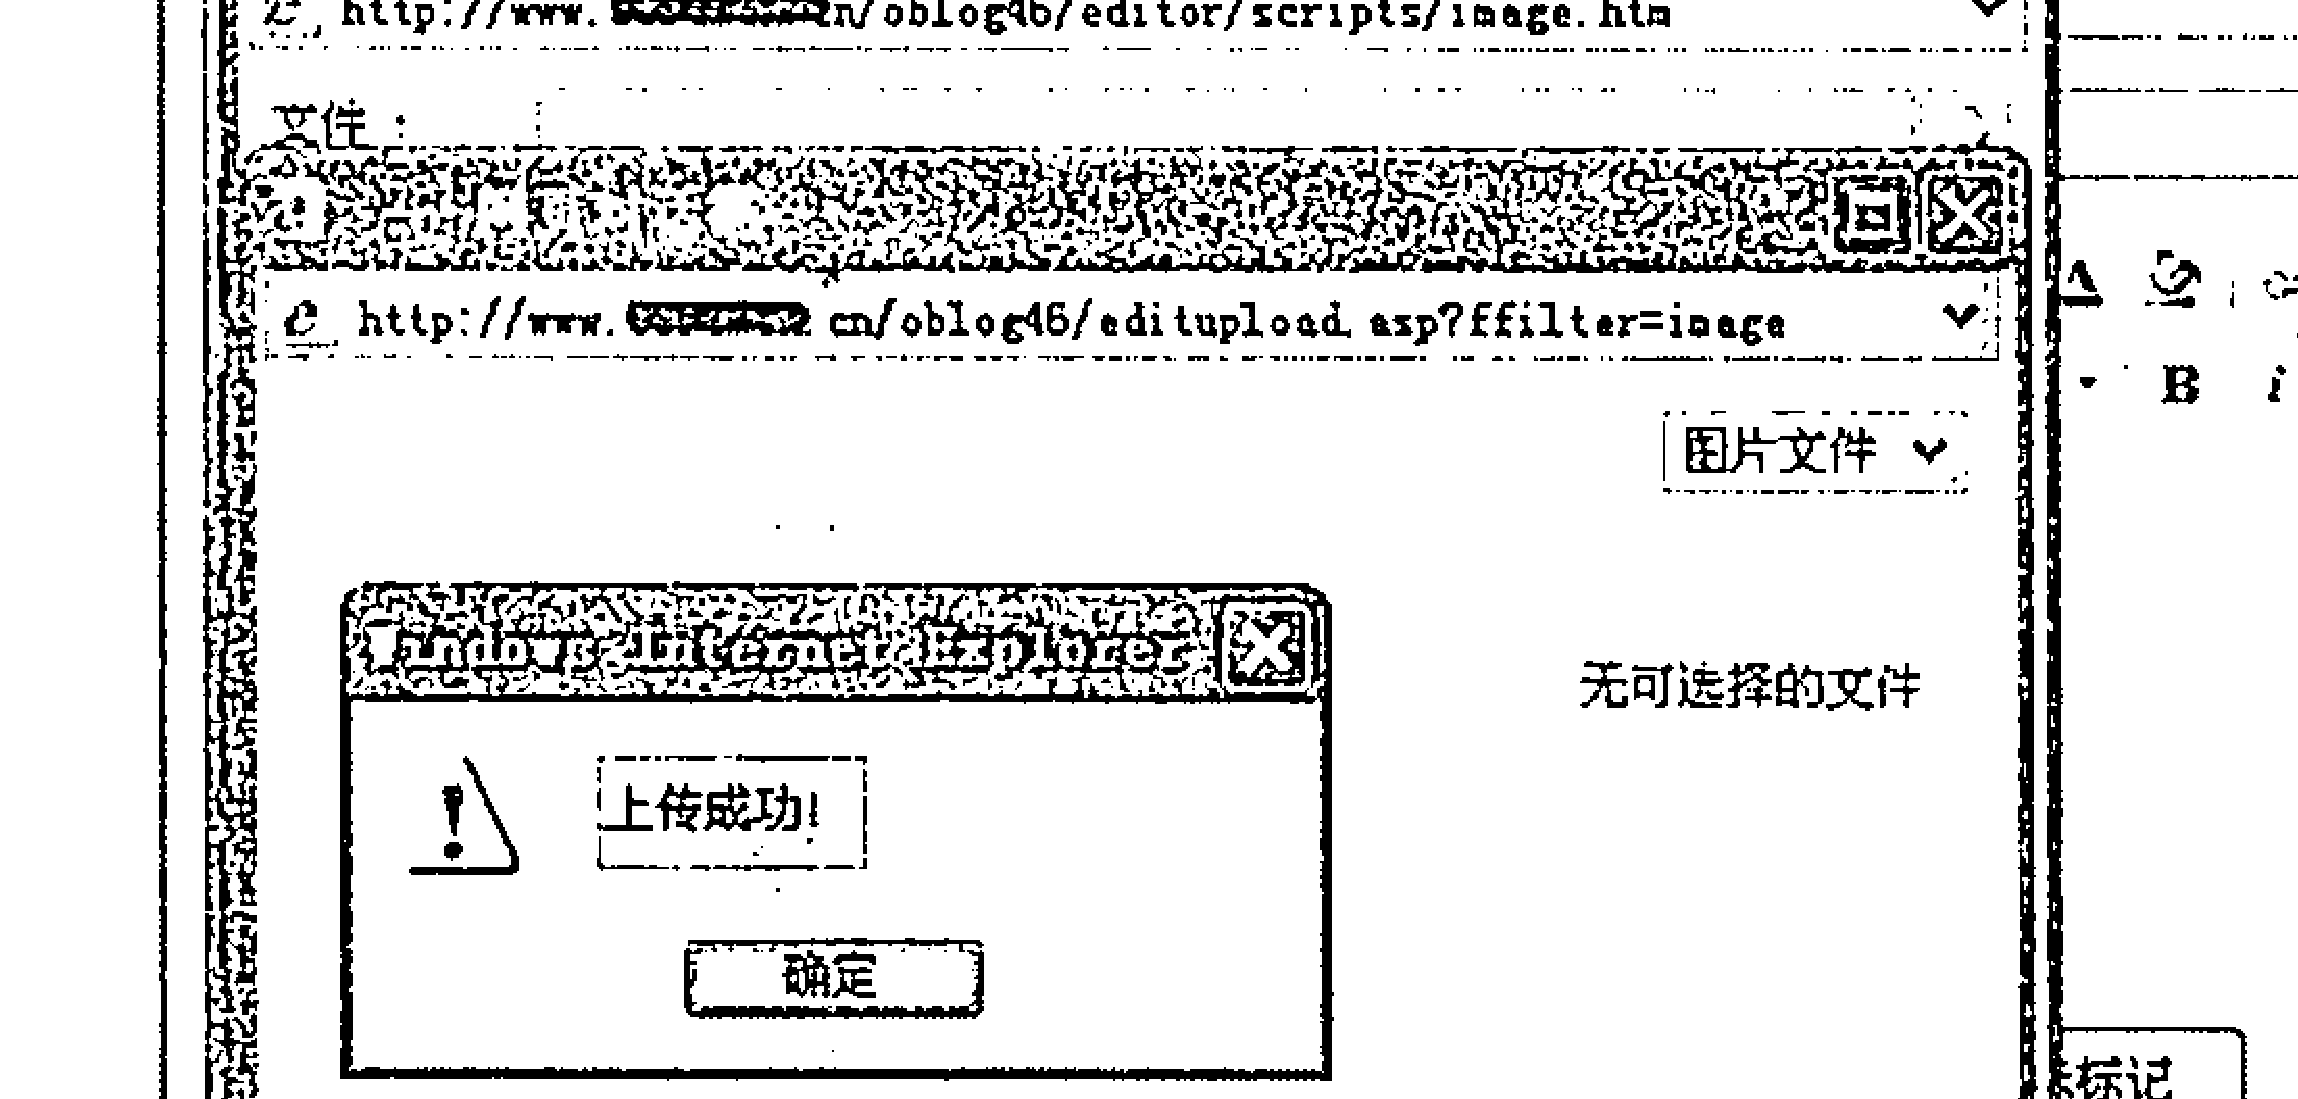 http://www. cn/oblog46/editor/scripts/image.htm
文件：
http://www. cn/oblog46/editupload.asp?ffilter=image
B i
图片文件
Windows Internet Explorer
无可选择的文件
上传成功!
确定
标记